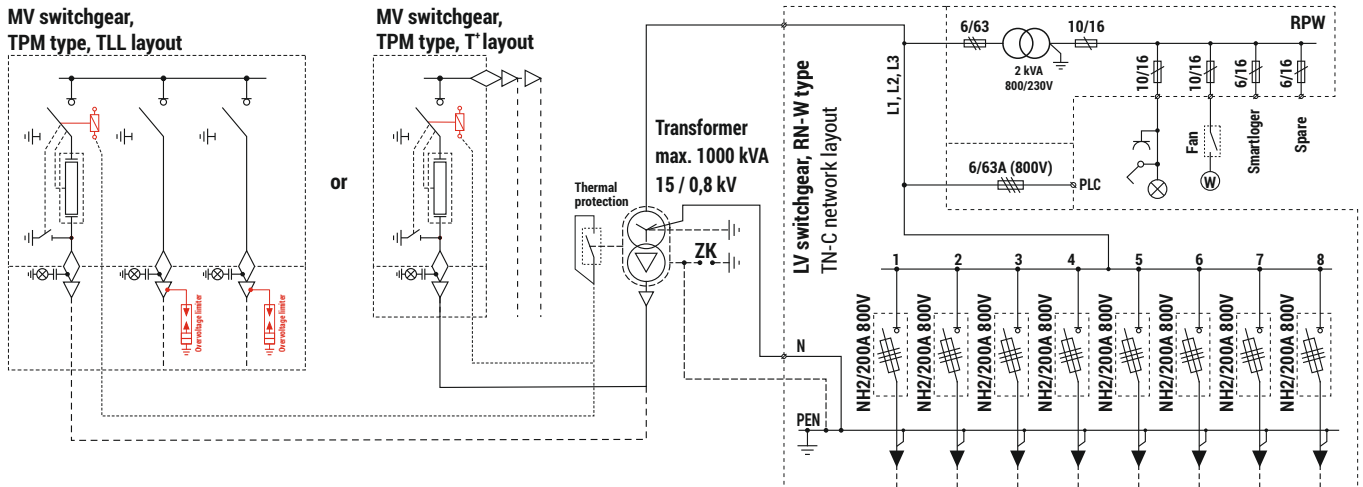 MV switchgear,
TPM type, TLL layout
Overvoltage limiter
Overvoltage limiter
or
MV switchgear,
TPM type, T+ layout
Thermal
protection
Transformer
max. 1000 kVA
15 / 0,8 kV
ZK
LV switchgear, RN-W type
TN-C network layout
N
PEN
L1, L2, L3
6/63
2 kVA
800/230V
10/16
RPW
10/16
10/16
6/16
6/16
Fan
W
Smartloger
Spare
6/63A (800V)
PLC
1
2
3
4
5
6
7
8
NH2/200A 800V
NH2/200A 800V
NH2/200A 800V
NH2/200A 800V
NH2/200A 800V
NH2/200A 800V
NH2/200A 800V
NH2/200A 800V